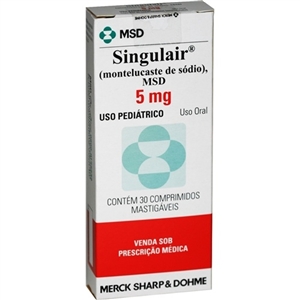 MSD
Singulair®
(montelucaste de sódio),
MSD
5 mg
USO PEDIÁTRICO Uso Oral
CONTÉM 30 COMPRIMIDOS
MASTIGÁVEIS
VENDA SOB
PRESCRIÇÃO MÉDICA
MERCK SHARP & DOHME